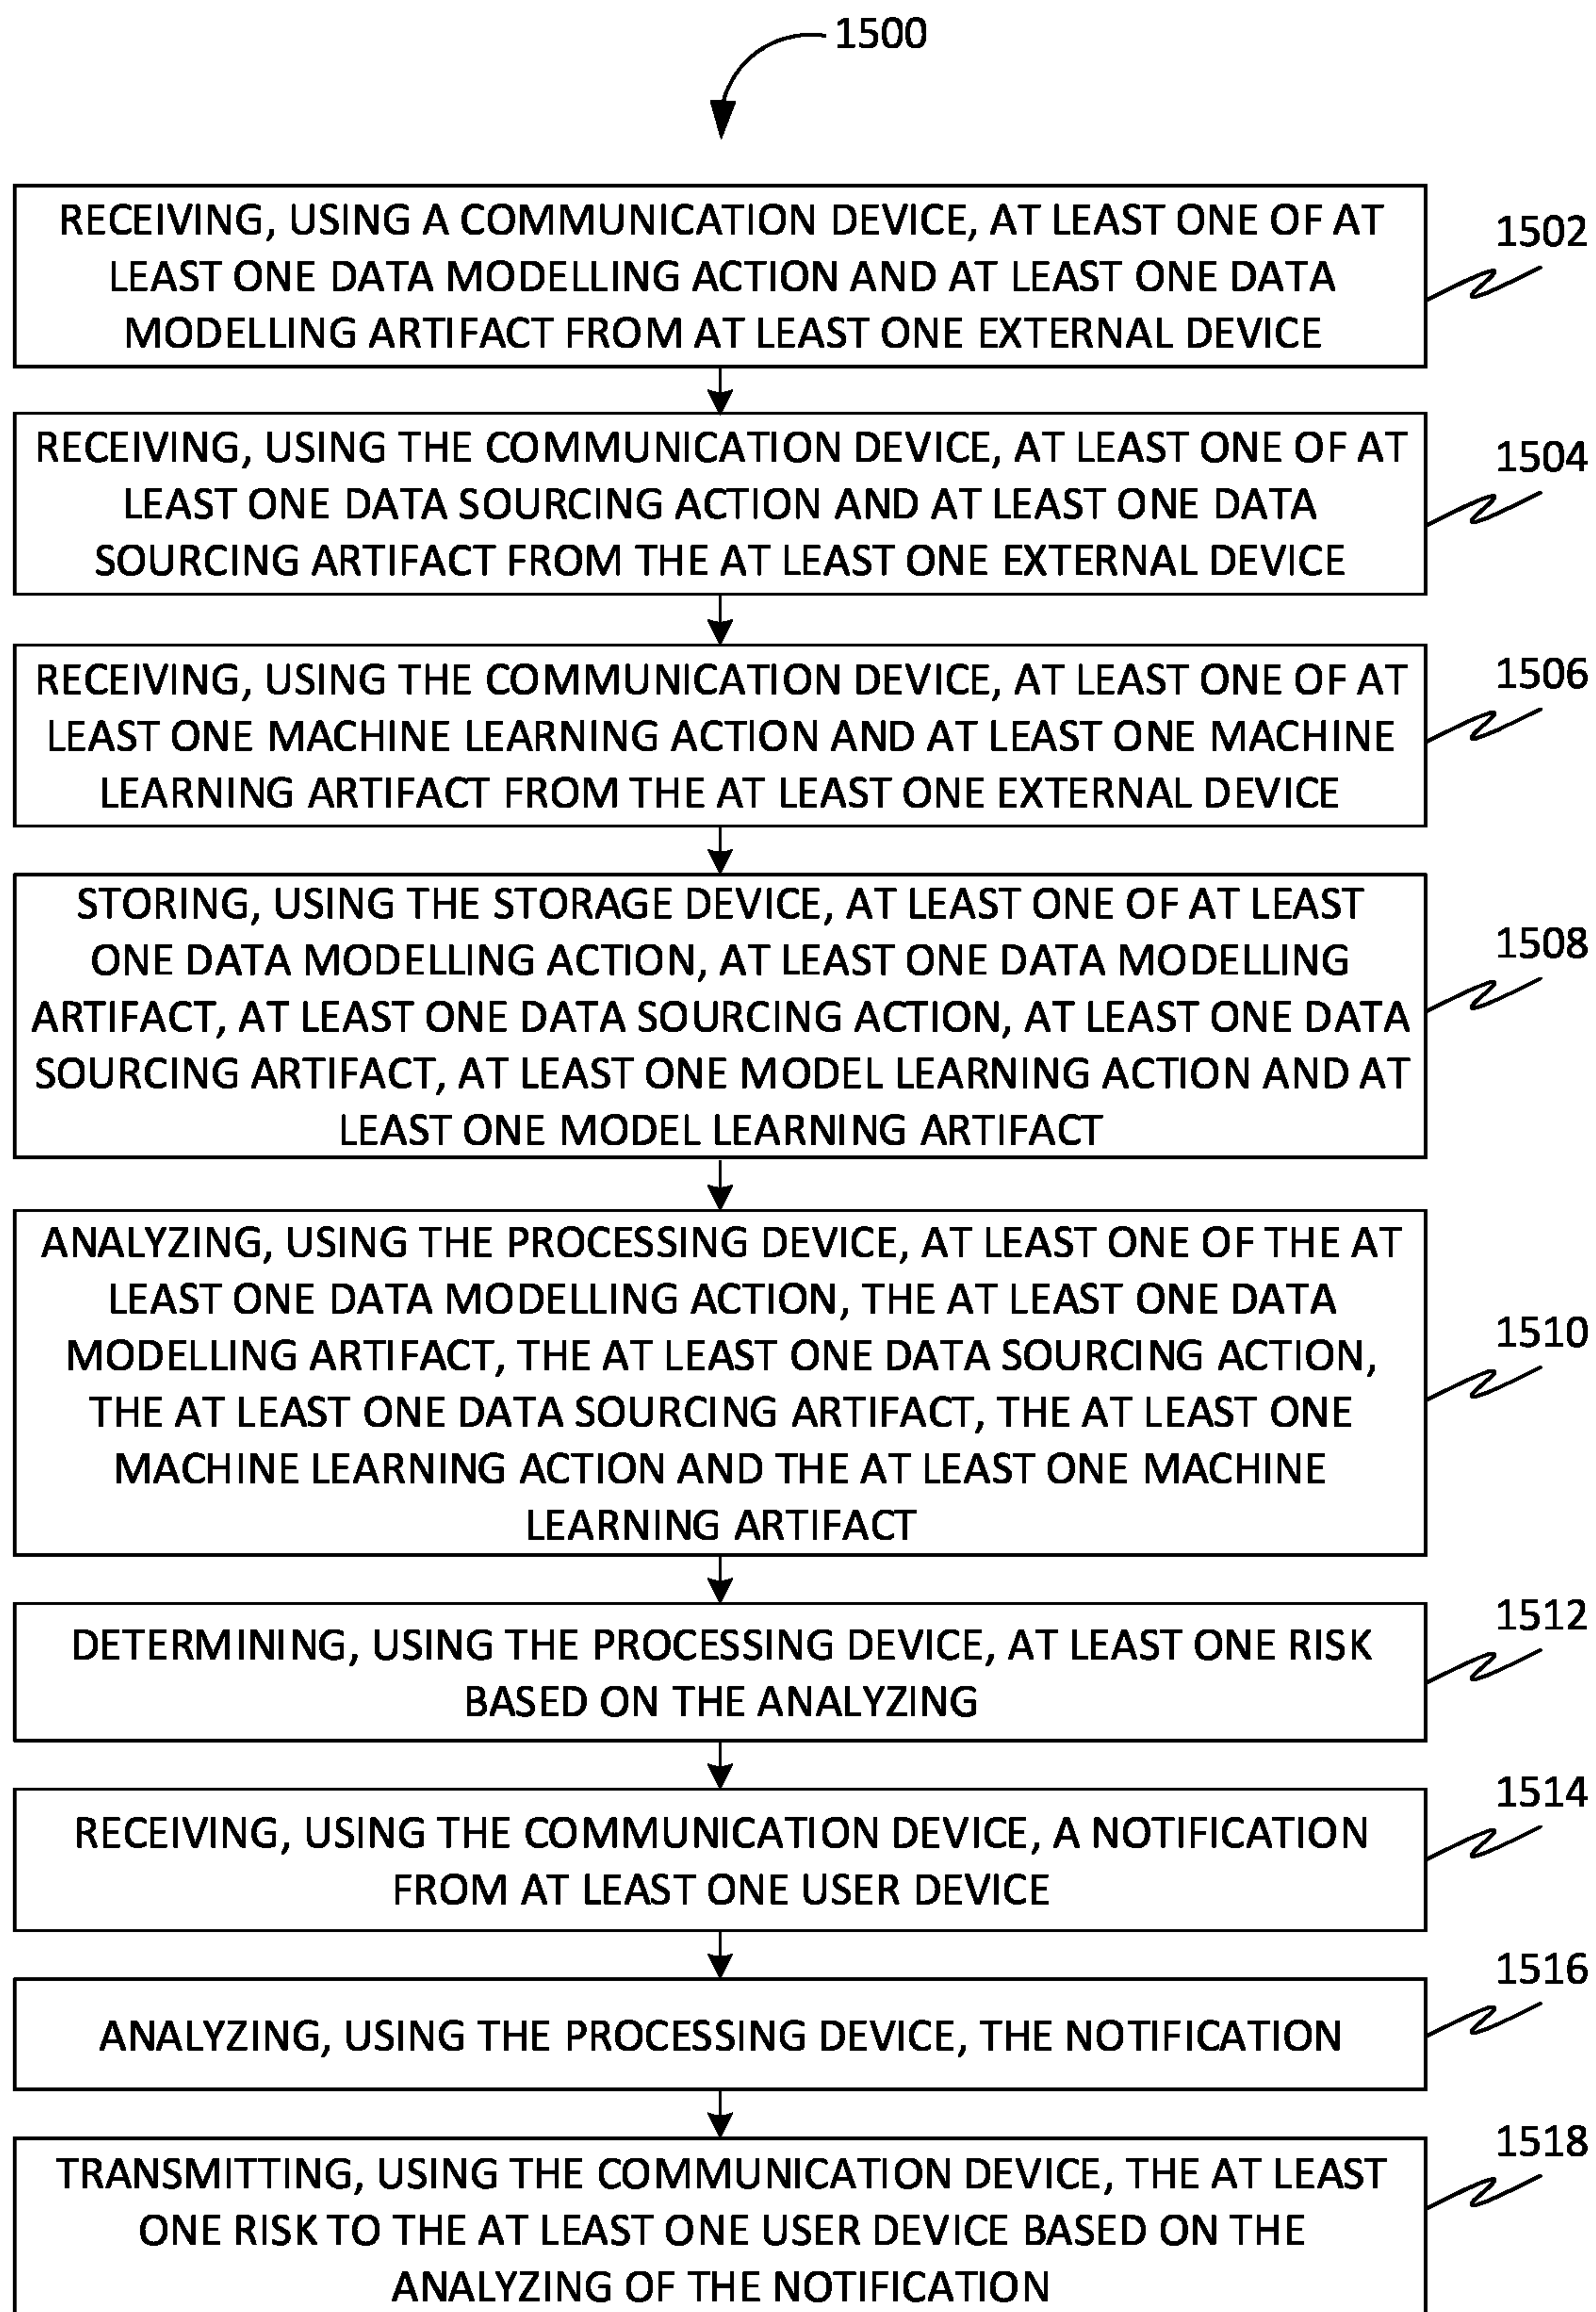 1500
RECEIVING, USING A COMMUNICATION DEVICE, AT LEAST ONE OF AT
LEAST ONE DATA MODELLING ACTION AND AT LEAST ONE DATA
MODELLING ARTIFACT FROM AT LEAST ONE EXTERNAL DEVICE
1502
RECEIVING, USING THE COMMUNICATION DEVICE, AT LEAST ONE OF AT
LEAST ONE DATA SOURCING ACTION AND AT LEAST ONE DATA
SOURCING ARTIFACT FROM THE AT LEAST ONE EXTERNAL DEVICE
1504
RECEIVING, USING THE COMMUNICATION DEVICE, AT LEAST ONE OF AT
LEAST ONE MACHINE LEARNING ACTION AND AT LEAST ONE MACHINE
LEARNING ARTIFACT FROM THE AT LEAST ONE EXTERNAL DEVICE
1506
STORING, USING THE STORAGE DEVICE, AT LEAST ONE OF AT LEAST
ONE DATA MODELLING ACTION, AT LEAST ONE DATA MODELLING
ARTIFACT, AT LEAST ONE DATA SOURCING ACTION, AT LEAST ONE DATA
SOURCING ARTIFACT, AT LEAST ONE MODEL LEARNING ACTION AND AT
LEAST ONE MODEL LEARNING ARTIFACT
1508
ANALYZING, USING THE PROCESSING DEVICE, AT LEAST ONE OF THE AT
LEAST ONE DATA MODELLING ACTION, THE AT LEAST ONE DATA
MODELLING ARTIFACT, THE AT LEAST ONE DATA SOURCING ACTION,
THE AT LEAST ONE DATA SOURCING ARTIFACT, THE AT LEAST ONE
MACHINE LEARNING ACTION AND THE AT LEAST ONE MACHINE
LEARNING ARTIFACT
1510
DETERMINING, USING THE PROCESSING DEVICE, AT LEAST ONE RISK
BASED ON THE ANALYZING
1512
RECEIVING, USING THE COMMUNICATION DEVICE, A NOTIFICATION
FROM AT LEAST ONE USER DEVICE
1514
ANALYZING, USING THE PROCESSING DEVICE, THE NOTIFICATION
1516
TRANSMITTING, USING THE COMMUNICATION DEVICE, THE AT LEAST
ONE RISK TO THE AT LEAST ONE USER DEVICE BASED ON THE
ANALYZING OF THE NOTIFICATION
1518